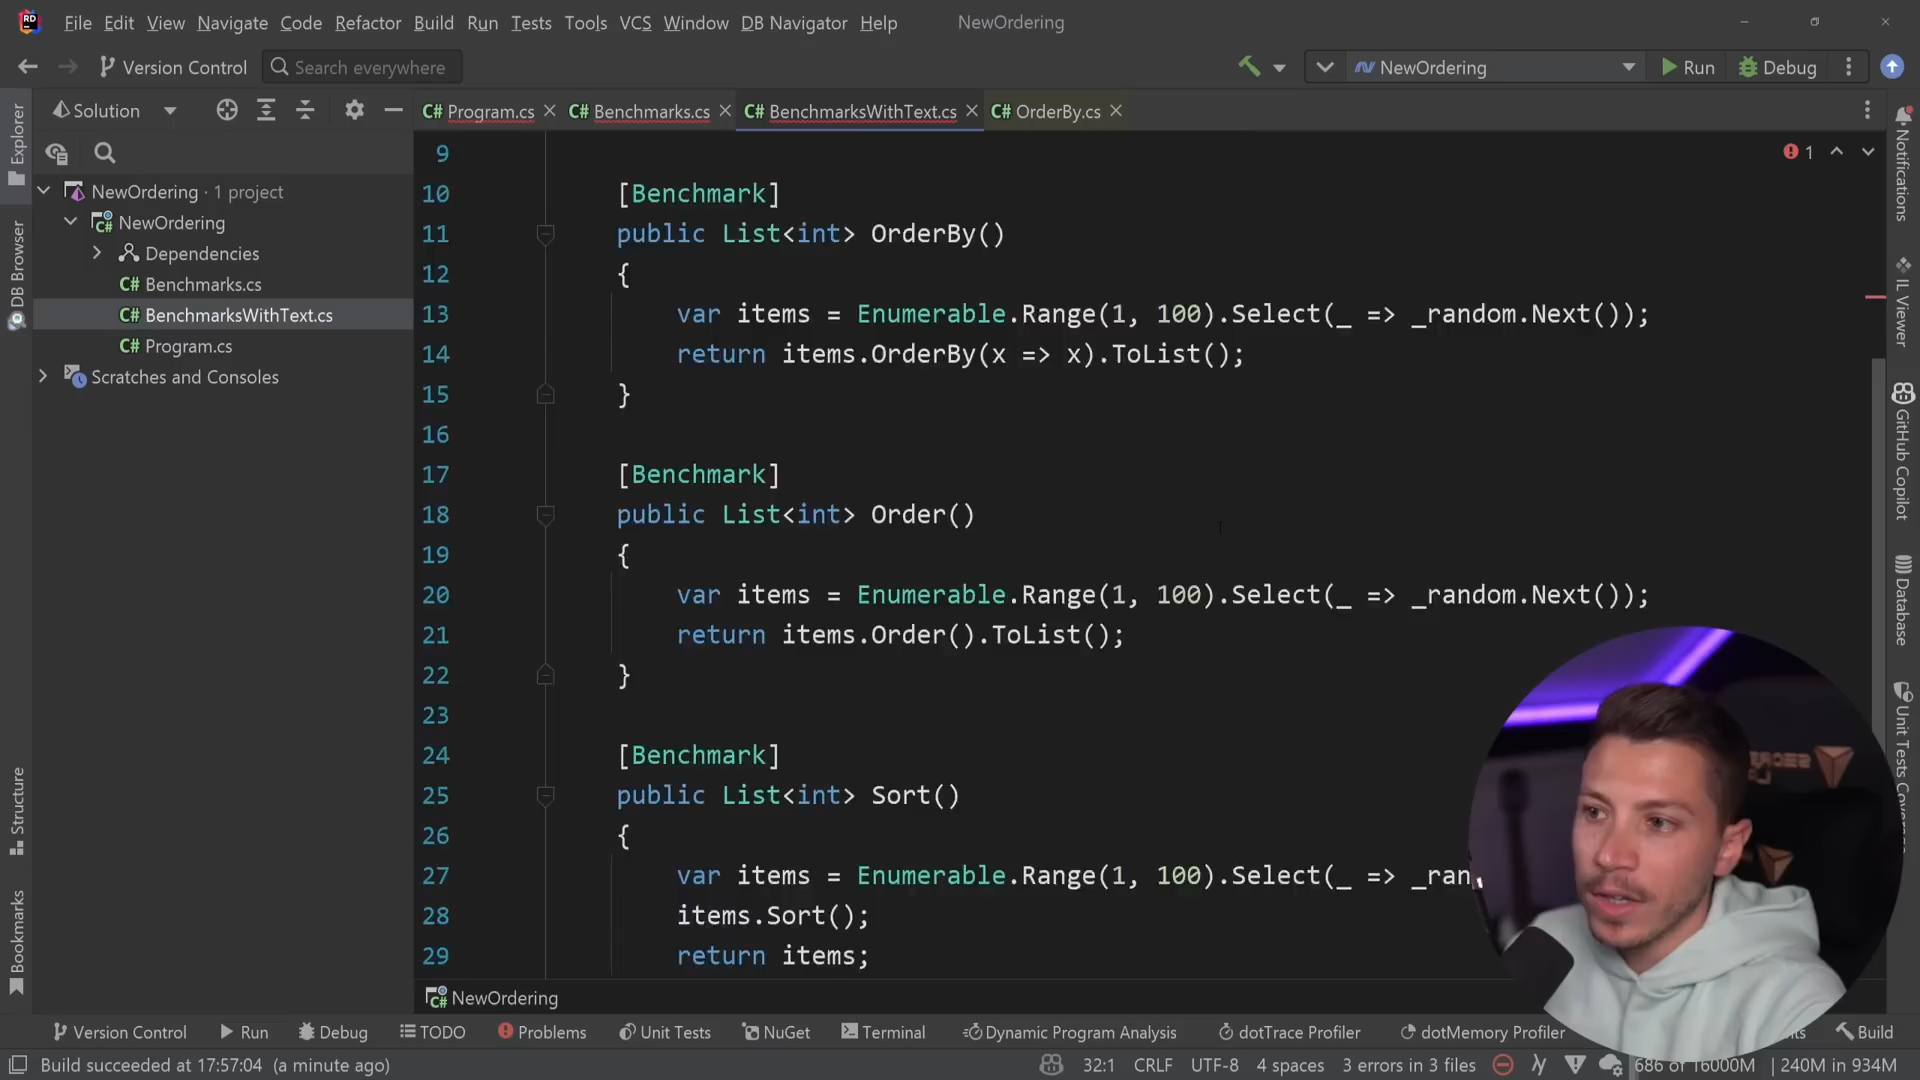 RD File Edit View Navigate Code Refactor Build Run Tests Tools VCS Window DB Navigator Help NewOrdering
Version Control Search everywhere NewOrdering Run Debug
Solution
C# Program.cs C# Benchmarks.cs C# BenchmarksWithText.cs C# OrderBy.cs
Explorer
DB Browser
Structure
Bookmarks
NewOrdering · 1 project
NewOrdering
Dependencies
C# Benchmarks.cs
C# BenchmarksWithText.cs
C# Program.cs
Scratches and Consoles
1
9
10 [Benchmark]
11 public List<int> OrderBy()
12 {
13 var items = Enumerable.Range(1, 100).Select(_ => _random.Next());
14 return items.OrderBy(x => x).ToList();
15 }
16
17 [Benchmark]
18 public List<int> Order()
19 {
20 var items = Enumerable.Range(1, 100).Select(_ => _random.Next());
21 return items.Order().ToList();
22 }
23
24 [Benchmark]
25 public List<int> Sort()
26 {
27 var items = Enumerable.Range(1, 100).Select(_ => _ran
28 items.Sort();
29 return items;
Notifications
IL Viewer
GitHub Copilot
Database
Unit Tests
C# NewOrdering
Version Control Run Debug TODO Problems Unit Tests NuGet Terminal Dynamic Program Analysis dotTrace Profiler dotMemory Profiler Build
Build succeeded at 17:57:04 (a minute ago) 32:1 CRLF UTF-8 4 spaces 3 errors in 3 files 686 of 16000M 240M in 934M